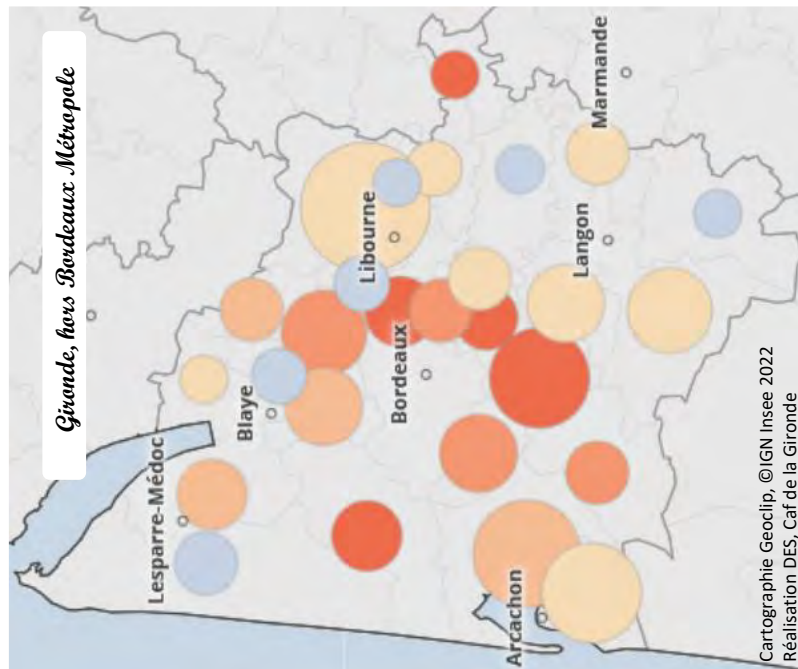 Gironde, hors Bordeaux Métropole
Lesparre-Médoc
Blaye
Libourne
Bordeaux
Arcachon
Langon
Marmande
Cartographie Geoclip, ©IGN Insee 2022
Réalisation DES, Caf de la Gironde